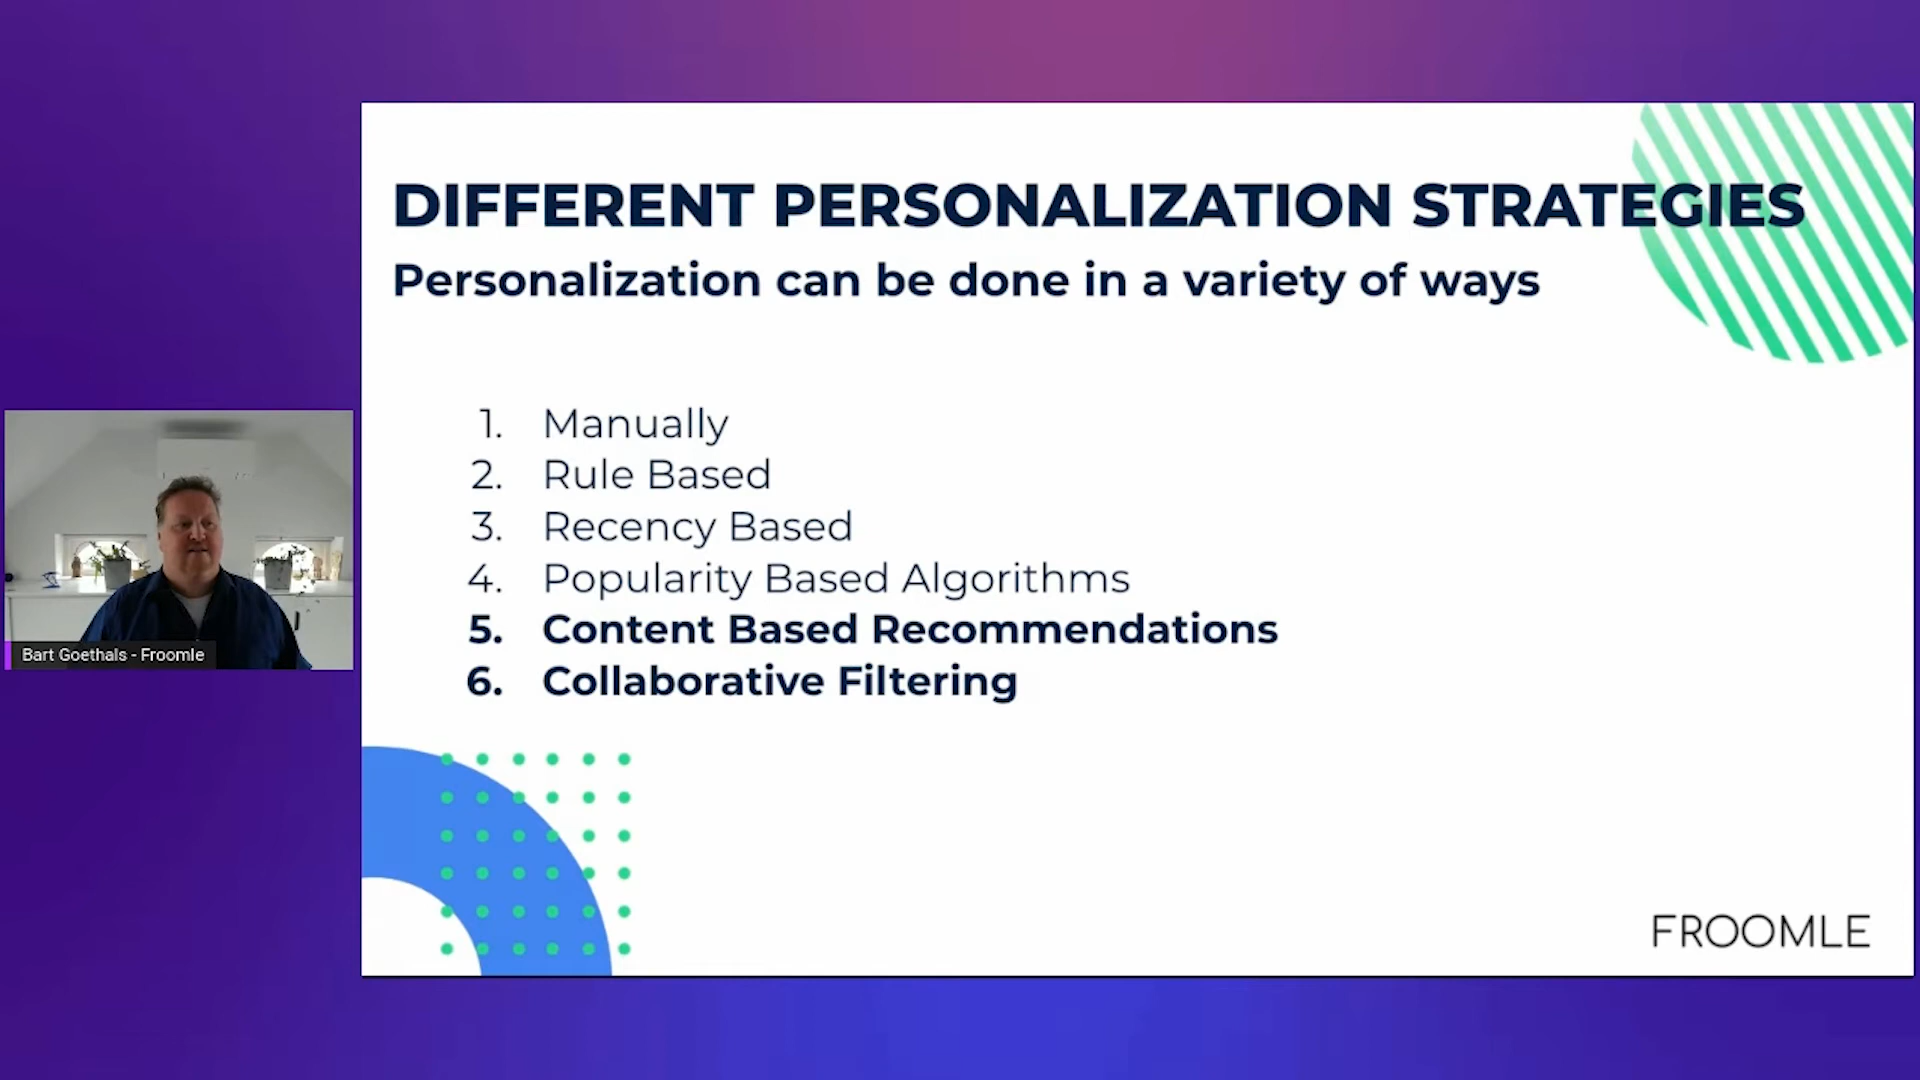 DIFFERENT PERSONALIZATION STRATEGIES
Personalization can be done in a variety of ways
1. Manually
2. Rule Based
3. Recency Based
4. Popularity Based Algorithms
5. Content Based Recommendations
6. Collaborative Filtering
Bart Goethals - Froomle
FROOMLE